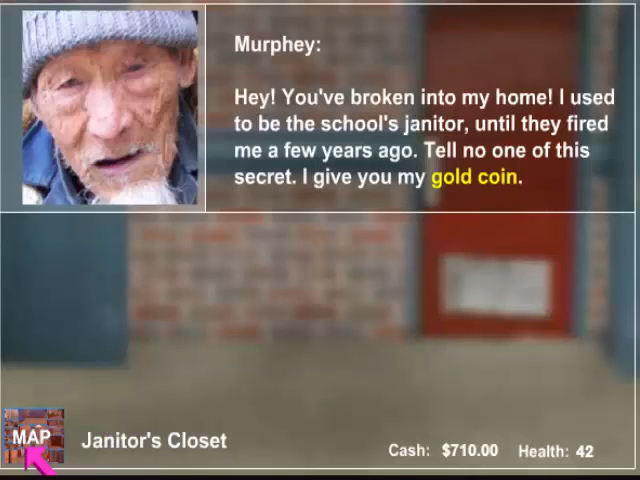 Murphey:
Hey! You've broken into my home! I used
to be the school's janitor, until they fired
me a few years ago. Tell no one of this
secret. I give you my gold coin.
MAP
Janitor's Closet
Cash: $710.00
Health: 42